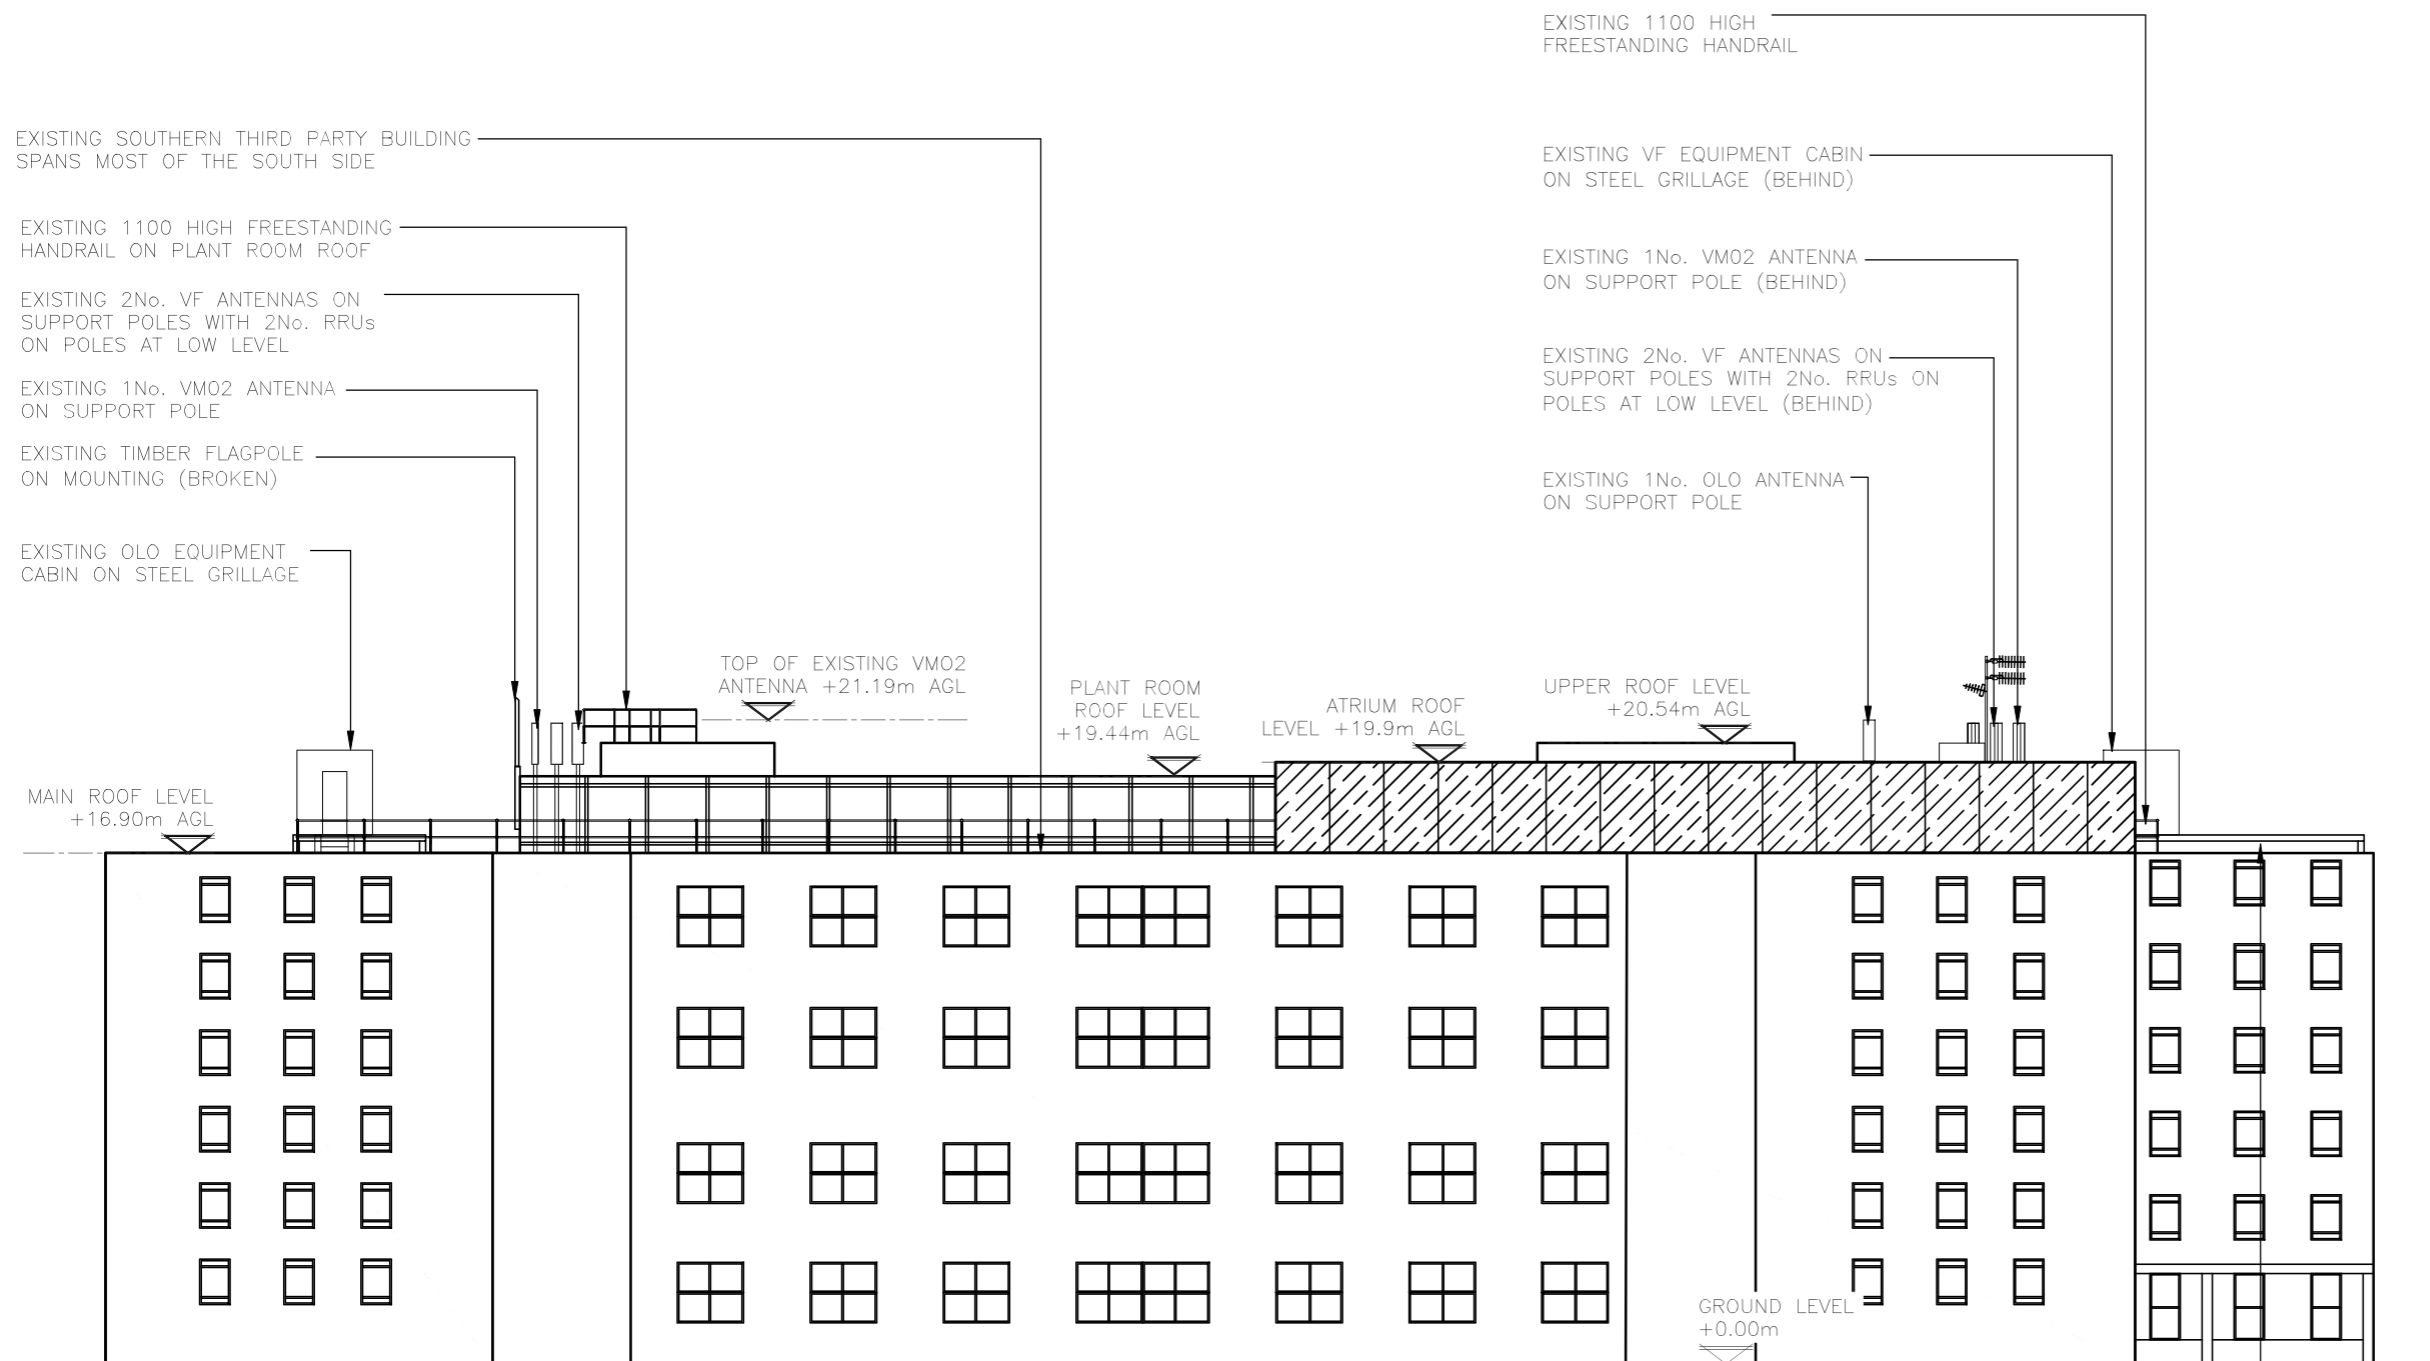 EXISTING 1100 HIGH
FREESTANDING HANDRAIL
EXISTING SOUTHERN THIRD PARTY BUILDING
SPANS MOST OF THE SOUTH SIDE
EXISTING VF EQUIPMENT CABIN
ON STEEL GRILLAGE (BEHIND)
EXISTING 1100 HIGH FREESTANDING
HANDRAIL ON PLANT ROOM ROOF
EXISTING 1No. VMO2 ANTENNA
ON SUPPORT POLE (BEHIND)
EXISTING 2No. VF ANTENNAS ON
SUPPORT POLES WITH 2No. RRUs
ON POLES AT LOW LEVEL
EXISTING 2No. VF ANTENNAS ON
SUPPORT POLES WITH 2No. RRUs ON
POLES AT LOW LEVEL (BEHIND)
EXISTING 1No. VMO2 ANTENNA
ON SUPPORT POLE
EXISTING TIMBER FLAGPOLE
ON MOUNTING (BROKEN)
EXISTING 1No. OLO ANTENNA
ON SUPPORT POLE
EXISTING OLO EQUIPMENT
CABIN ON STEEL GRILLAGE
TOP OF EXISTING VMO2
ANTENNA +21.19m AGL
PLANT ROOM
ROOF LEVEL
+19.44m AGL
ATRIUM ROOF
LEVEL +19.9m AGL
UPPER ROOF LEVEL
+20.54m AGL
MAIN ROOF LEVEL
+16.90m AGL
GROUND LEVEL
+0.00m